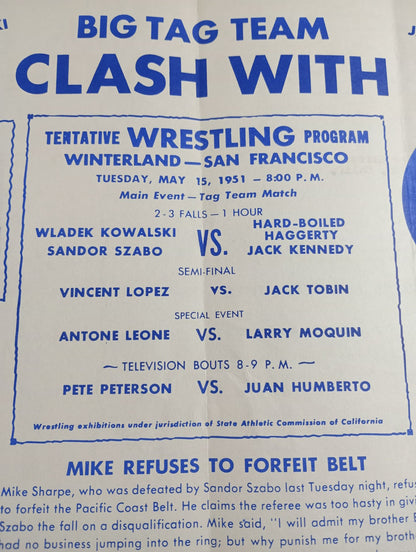 KI
J
BIG TAG TEAM
CLASH WITH
TENTATIVE WRESTLING PROGRAM
WINTERLAND — SAN FRANCISCO
TUESDAY, MAY 15, 1951 — 8:00 P. M.
Main Event — Tag Team Match
2-3 FALLS — 1 HOUR
WLADEK KOWALSKI VS. HARD-BOILED
HAGGERTY
SANDOR SZABO JACK KENNEDY
SEMI-FINAL
VINCENT LOPEZ vs. JACK TOBIN
SPECIAL EVENT
ANTONE LEONE VS. LARRY MOQUIN
— TELEVISION BOUTS 8-9 P. M. —
PETE PETERSON VS. JUAN HUMBERTO
Wrestling exhibitions under jurisdiction of State Athletic Commission of California
MIKE REFUSES TO FORFEIT BELT
Mike Sharpe, who was defeated by Sandor Szabo last Tuesday night, refus
to forfeit the Pacific Coast Belt. He claims the referee was too hasty in givi
Szabo the fall on a disqualification. Mike said, "I will admit my brother B
had no business jumping into the ring; but why punish me for my broth